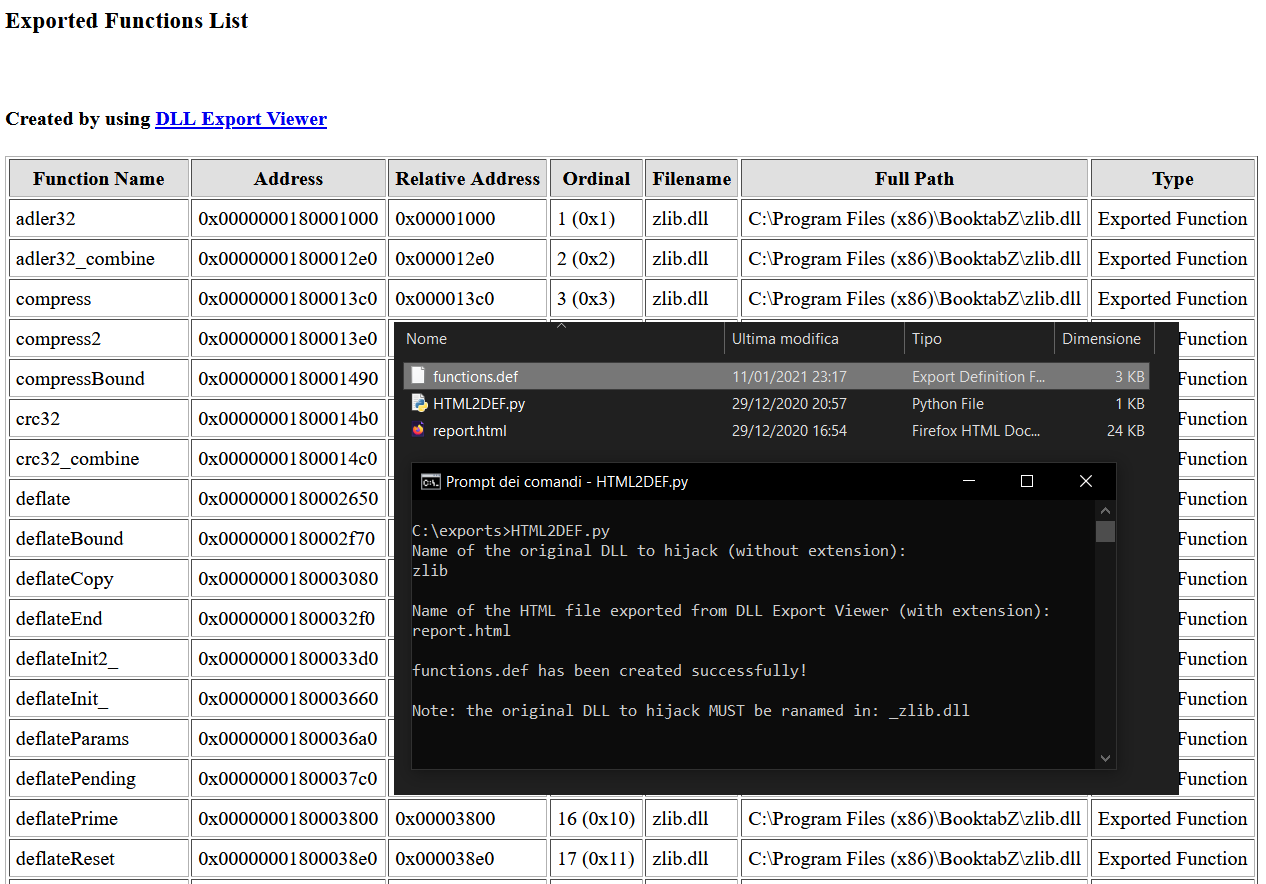 Exported Functions List
Created by using DLL Export Viewer
Function Name Address Relative Address Ordinal Filename Full Path Type
adler32 0x0000000180001000 0x00001000 1 (0x1) zlib.dll C:\Program Files (x86)\BooktabZ\zlib.dll Exported Function
adler32_combine 0x00000001800012e0 0x000012e0 2 (0x2) zlib.dll C:\Program Files (x86)\BooktabZ\zlib.dll Exported Function
compress 0x00000001800013c0 0x000013c0 3 (0x3) zlib.dll C:\Program Files (x86)\BooktabZ\zlib.dll Exported Function
compress2 0x00000001800013e0 Function
compressBound 0x0000000180001490 Function
crc32 0x00000001800014b0 Function
crc32_combine 0x00000001800014c0 Function
deflate 0x0000000180002650 Function
deflateBound 0x0000000180002f70 Function
deflateCopy 0x0000000180003080 Function
deflateEnd 0x00000001800032f0 Function
deflateInit2_ 0x00000001800033d0 Function
deflateInit_ 0x0000000180003660 Function
deflateParams 0x00000001800036a0 Function
deflatePending 0x00000001800037c0 Function
deflatePrime 0x0000000180003800 0x00003800 16 (0x10) zlib.dll C:\Program Files (x86)\BooktabZ\zlib.dll Exported Function
deflateReset 0x00000001800038e0 0x000038e0 17 (0x11) zlib.dll C:\Program Files (x86)\BooktabZ\zlib.dll Exported Function
Nome Ultima modifica Tipo Dimensione
functions.def 11/01/2021 23:17 Export Definition F... 3 KB
HTML2DEF.py 29/12/2020 20:57 Python File 1 KB
report.html 29/12/2020 16:54 Firefox HTML Doc... 24 KB
Prompt dei comandi - HTML2DEF.py
C:\exports>HTML2DEF.py
Name of the original DLL to hijack (without extension):
zlib
Name of the HTML file exported from DLL Export Viewer (with extension):
report.html
functions.def has been created successfully!
Note: the original DLL to hijack MUST be ranamed in: _zlib.dll